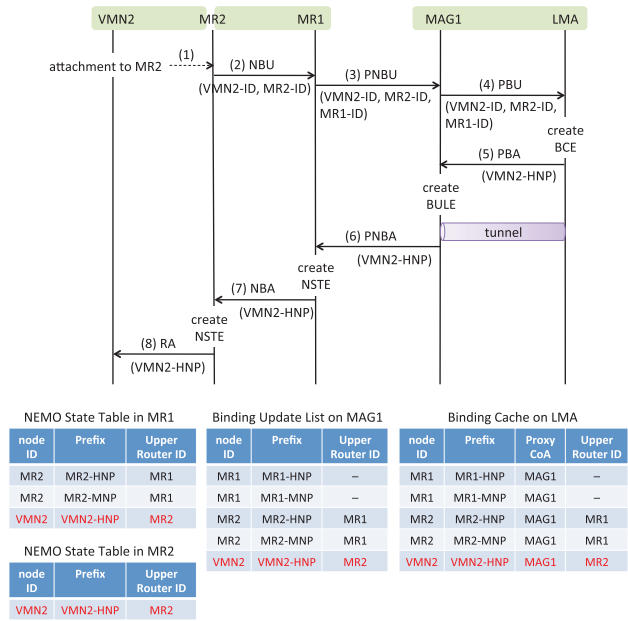 VMN2 MR2 MR1 MAG1 LMA
(1)
attachment to MR2
(2) NBU
(VMN2-ID, MR2-ID)
(3) PNBU
(VMN2-ID, MR2-ID,
MR1-ID)
(4) PBU
(VMN2-ID, MR2-ID,
MR1-ID)
create
BCE
(5) PBA
(VMN2-HNP)
create
BULE
tunnel
(6) PNBA
(VMN2-HNP)
create
NSTE
(7) NBA
(VMN2-HNP)
create
NSTE
(8) RA
(VMN2-HNP)
NEMO State Table in MR1
node ID Prefix Upper Router ID
MR2 MR2-HNP MR1
MR2 MR2-MNP MR1
VMN2 VMN2-HNP MR2
NEMO State Table in MR2
node ID Prefix Upper Router ID
VMN2 VMN2-HNP MR2
Binding Update List on MAG1
node ID Prefix Upper Router ID
MR1 MR1-HNP –
MR1 MR1-MNP –
MR2 MR2-HNP MR1
MR2 MR2-MNP MR1
VMN2 VMN2-HNP MR2
Binding Cache on LMA
node ID Prefix Proxy CoA Upper Router ID
MR1 MR1-HNP MAG1 –
MR1 MR1-MNP MAG1 –
MR2 MR2-HNP MAG1 MR1
MR2 MR2-MNP MAG1 MR1
VMN2 VMN2-HNP MAG1 MR2